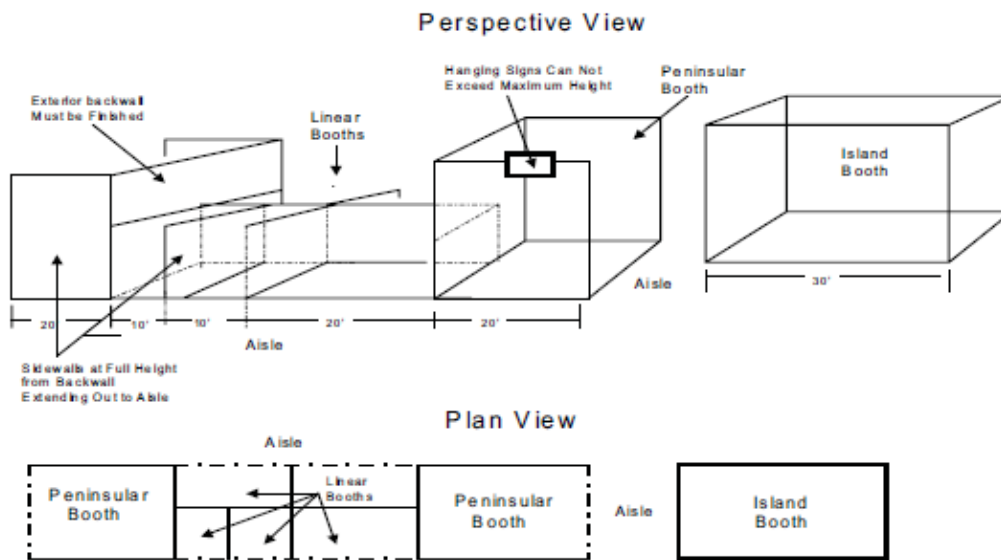 Perspective View
Hanging Signs Can Not
Exceed Maximum Height
Peninsular
Booth
Exterior backwall
Must be Finished
Linear
Booths
Island
Booth
Aisle
30'
20'
10'
10'
20'
20'
Aisle
Sidewalls at Full Height
from Backwall
Extending Out to Aisle
Plan View
Aisle
Peninsular
Booth
Linear
Booths
Peninsular
Booth
Aisle
Island
Booth